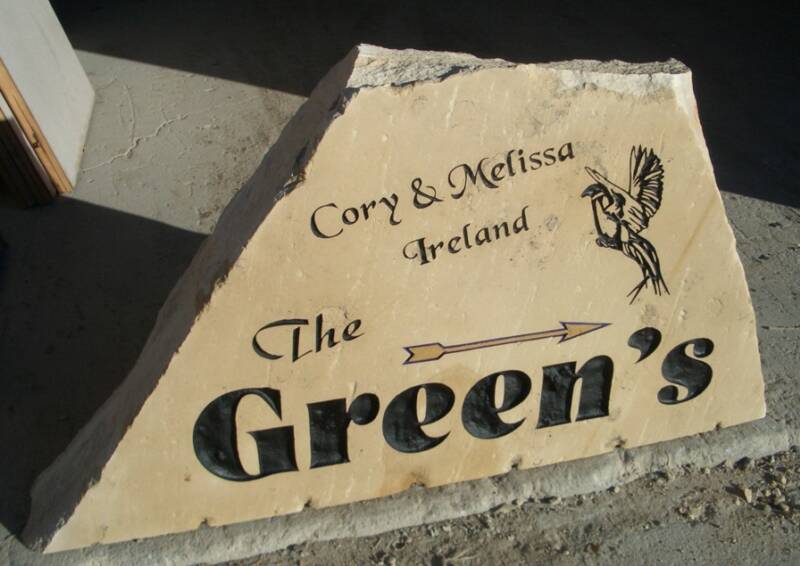 Cory & Melissa
Ireland
The
Green's